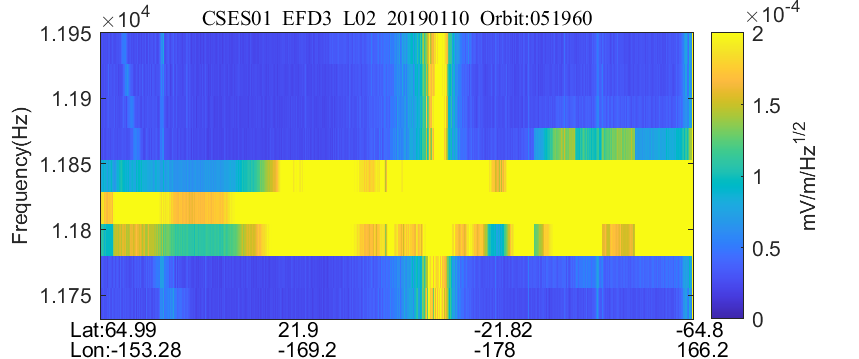 CSES01 EFD3 L02 20190110 Orbit:051960
×10⁴
×10⁻⁴
1.195
1.19
1.185
1.18
1.175
Frequency(Hz)
2
1.5
1
0.5
0
mV/m/Hz^1/2
Lat:64.99 21.9 -21.82 -64.8
Lon:-153.28 -169.2 -178 166.2